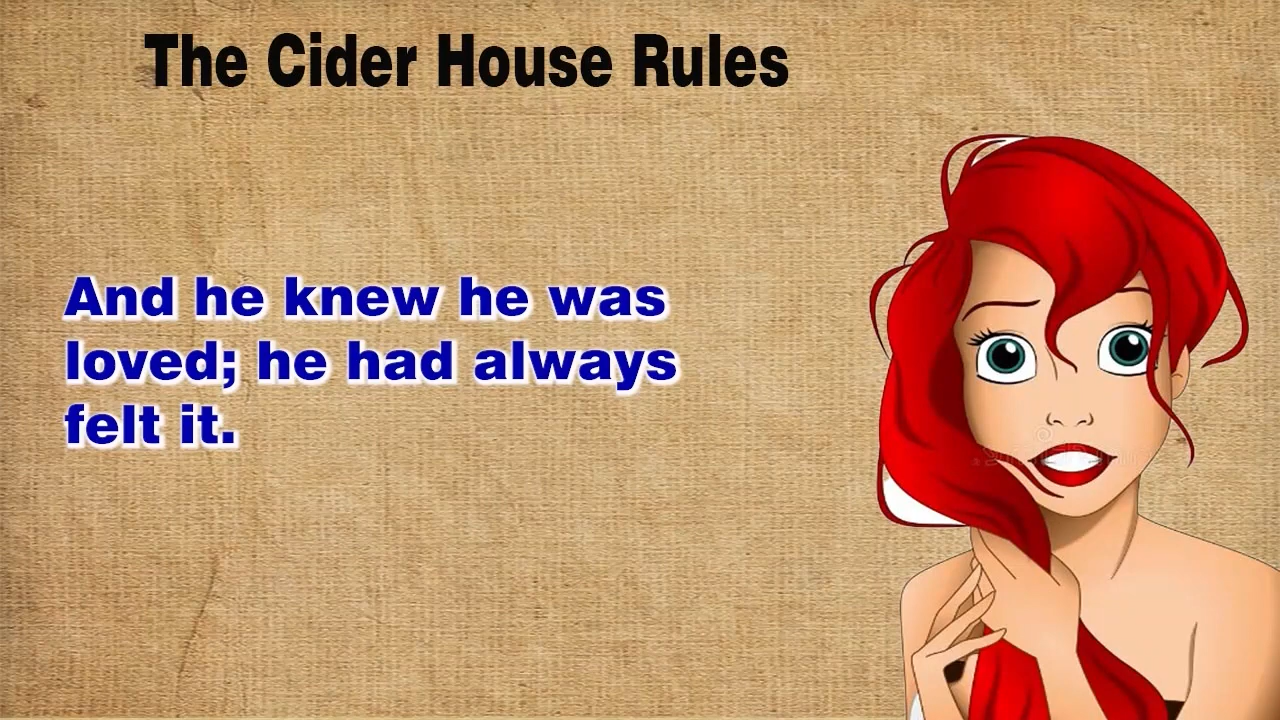 The Cider House Rules
And he knew he was
loved; he had always
felt it.